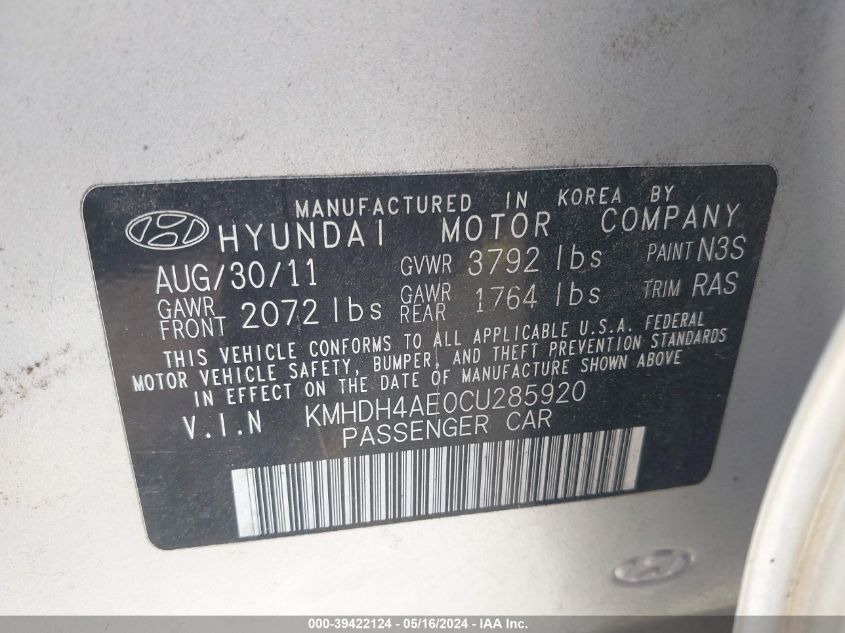 MANUFACTURED IN KOREA BY
HYUNDAI MOTOR COMPANY
AUG/30/11 GVWR 3792 lbs PAINT N3S
GAWR FRONT 2072 lbs GAWR REAR 1764 lbs TRIM RAS
THIS VEHICLE CONFORMS TO ALL APPLICABLE U.S.A. FEDERAL
MOTOR VEHICLE SAFETY, BUMPER, AND THEFT PREVENTION STANDARDS
IN EFFECT ON THE DATE OF MANUFACTURE SHOWN ABOVE
V.I.N KMHDH4AE0CU285920
PASSENGER CAR
000-39422124 - 05/16/2024 - IAA Inc.